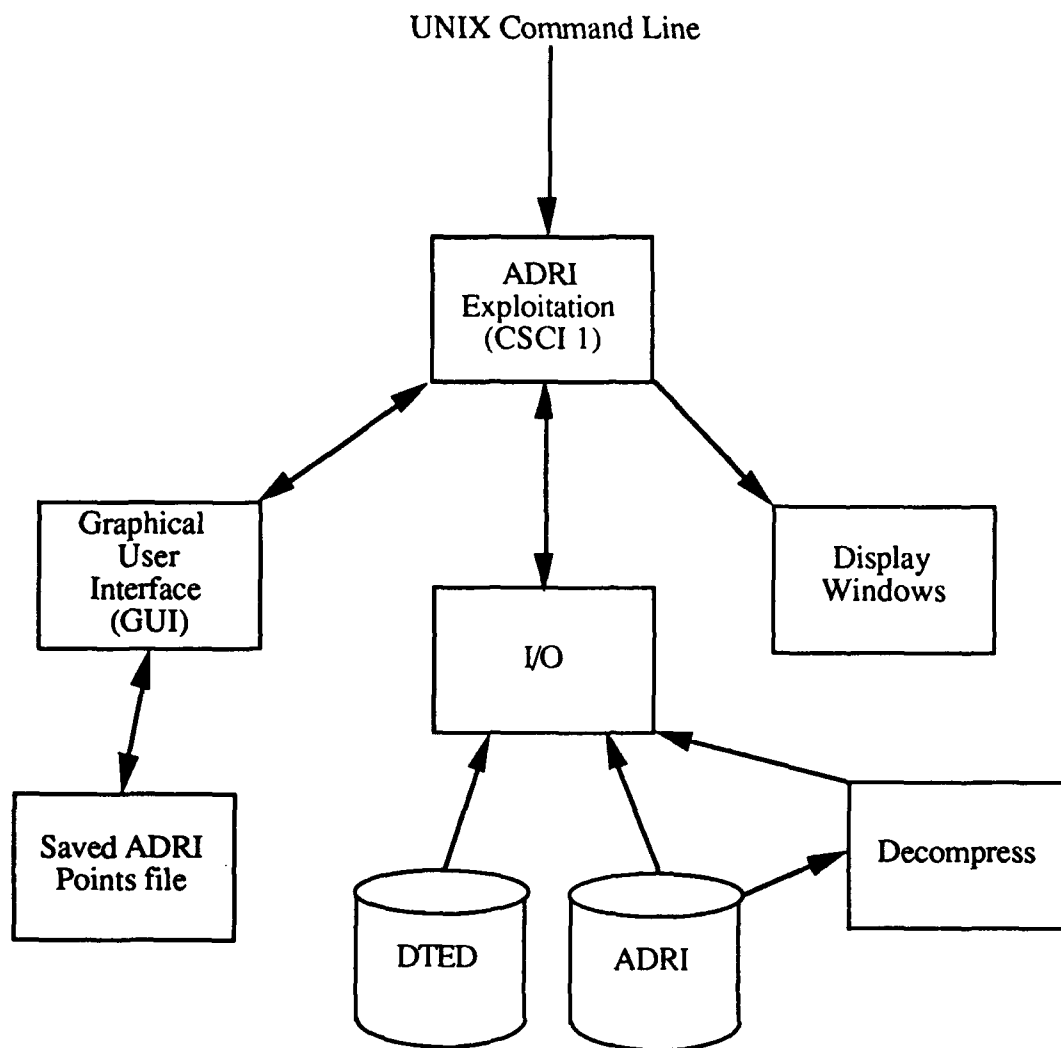 UNIX Command Line
ADRI
Exploitation
(CSCI 1)
Graphical
User
Interface
(GUI)
Display
Windows
I/O
Saved ADRI
Points file
Decompress
DTED
ADRI